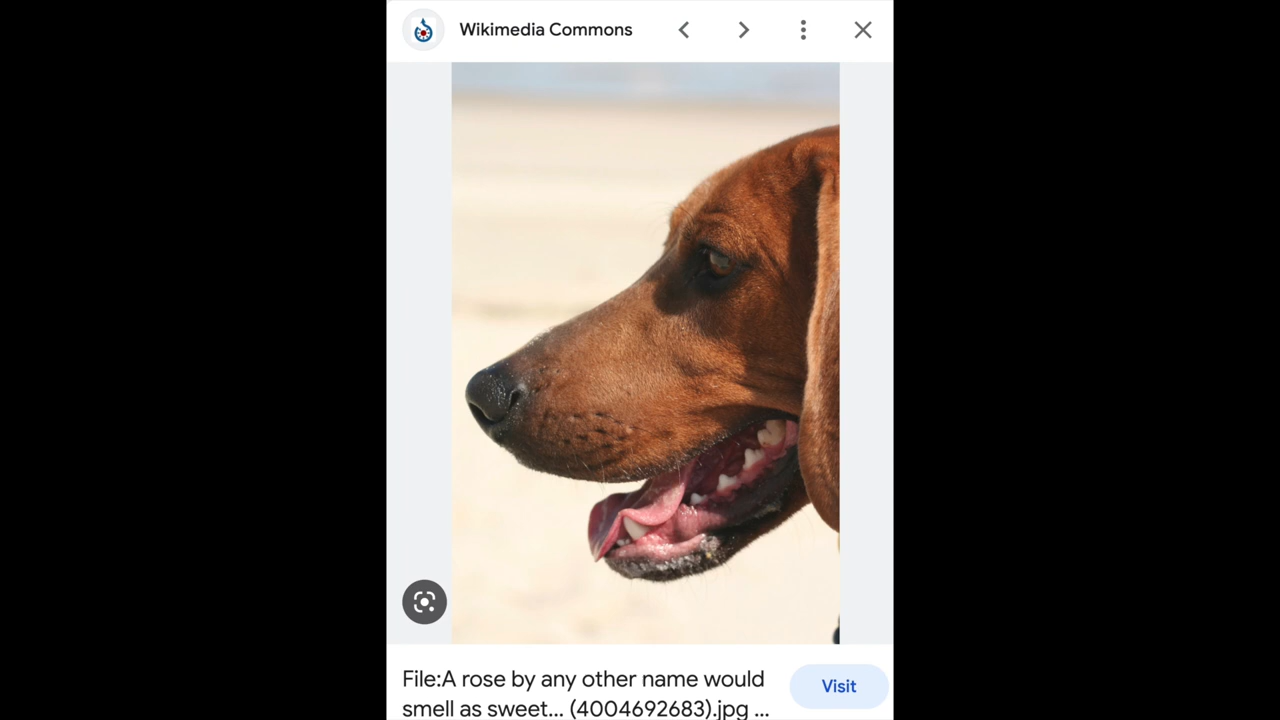 Wikimedia Commons
File:A rose by any other name would
smell as sweet... (4004692683).jpg ...
Visit